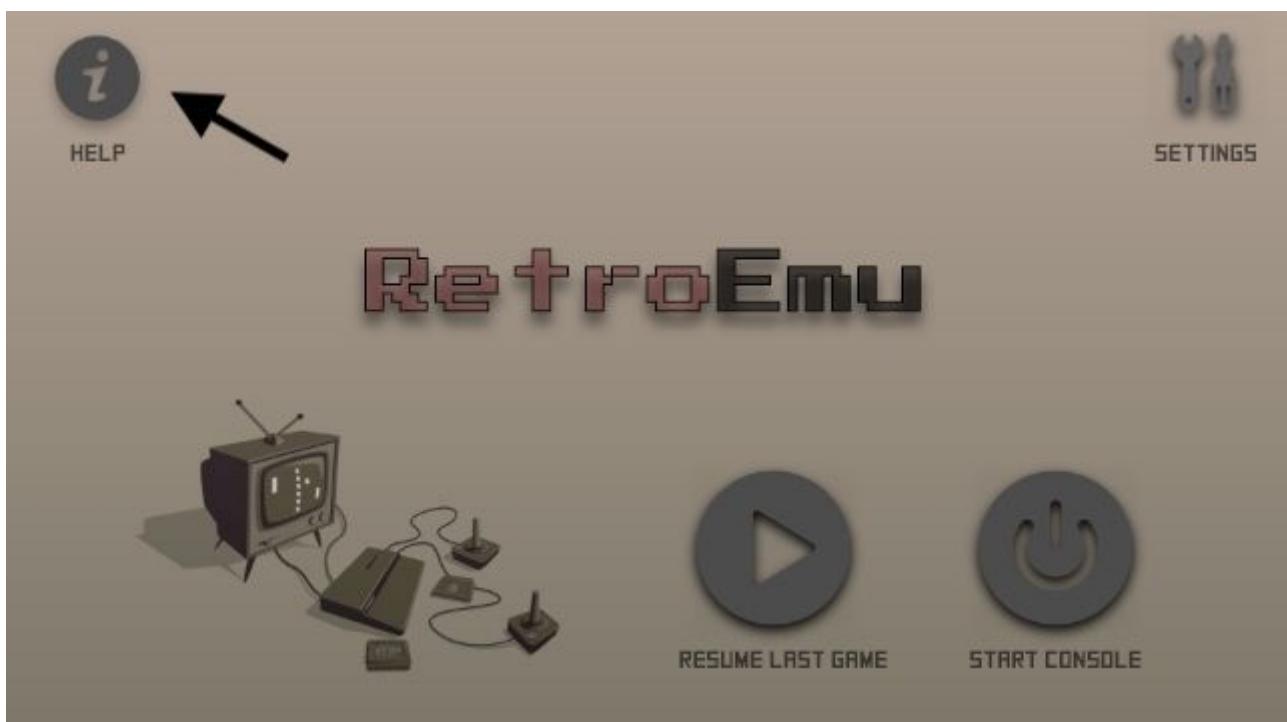 HELP
SETTINGS
RetroEmu
RESUME LAST GAME
START CONSOLE